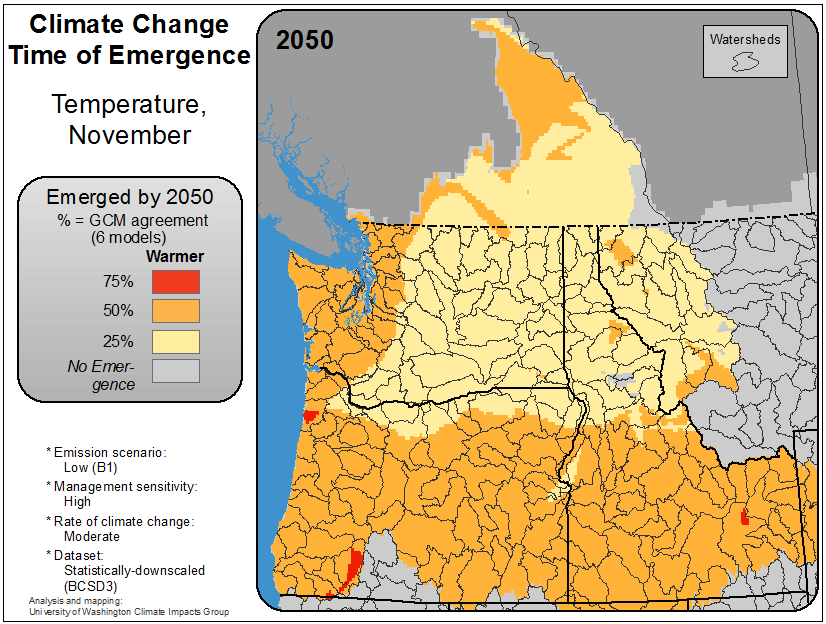 Climate Change
Time of Emergence
Temperature,
November
Emerged by 2050
% = GCM agreement
(6 models)
Warmer
75%
50%
25%
No Emer-
gence
* Emission scenario:
Low (B1)
* Management sensitivity:
High
* Rate of climate change:
Moderate
* Dataset:
Statistically-downscaled
(BCSD3)
Analysis and mapping:
University of Washington Climate Impacts Group
2050
Watersheds